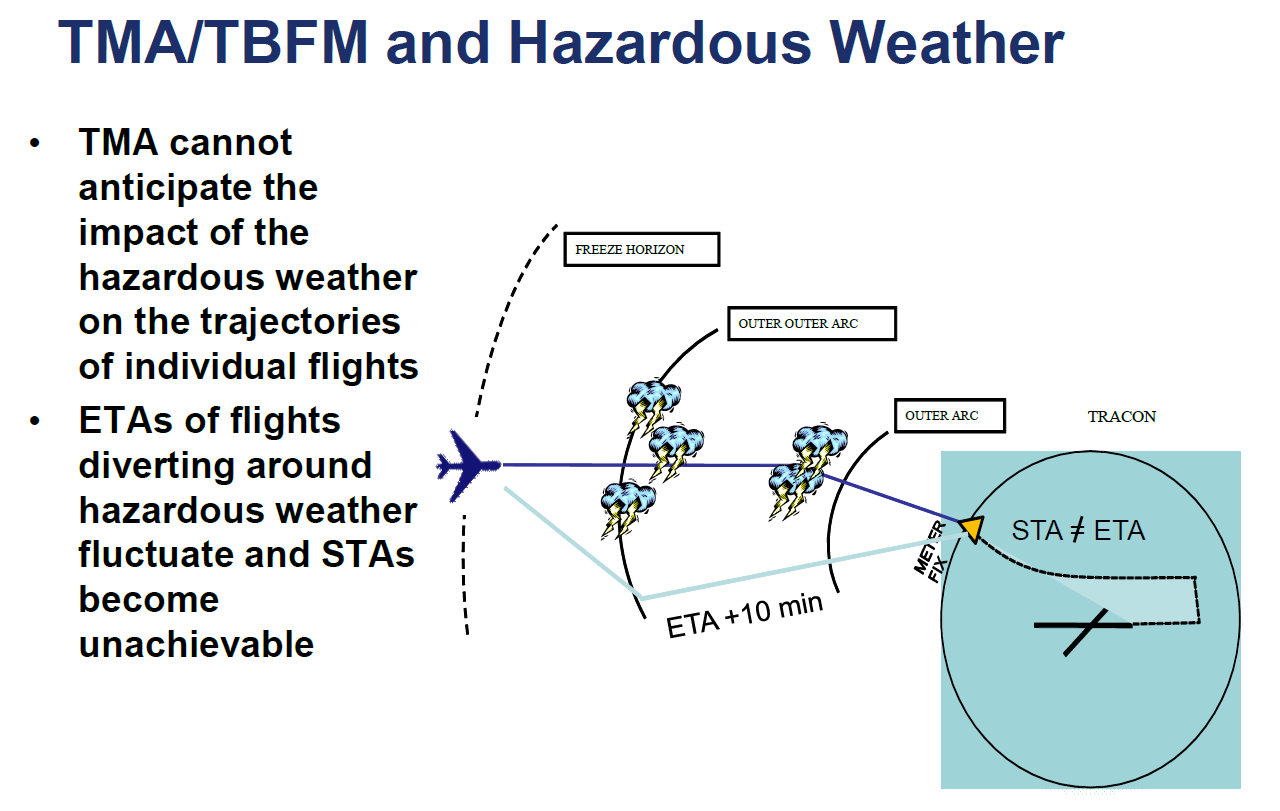 TMA/TBFM and Hazardous Weather
• TMA cannot
anticipate the
impact of the
hazardous weather
on the trajectories
of individual flights
• ETAs of flights
diverting around
hazardous weather
fluctuate and STAs
become
unachievable
FREEZE HORIZON
OUTER OUTER ARC
OUTER ARC
TRACON
STA ≠ ETA
METER
FIX
ETA +10 min